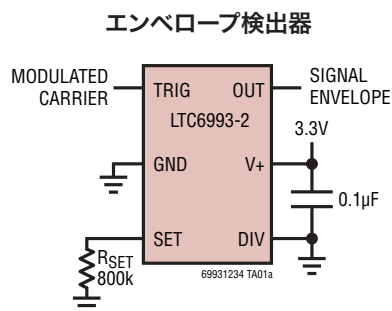 エンベロープ検出器
MODULATED
CARRIER
TRIG
OUT
SIGNAL
ENVELOPE
LTC6993-2
3.3V
GND
V+
0.1µF
SET
DIV
RSET
800k
69931234 TA01a